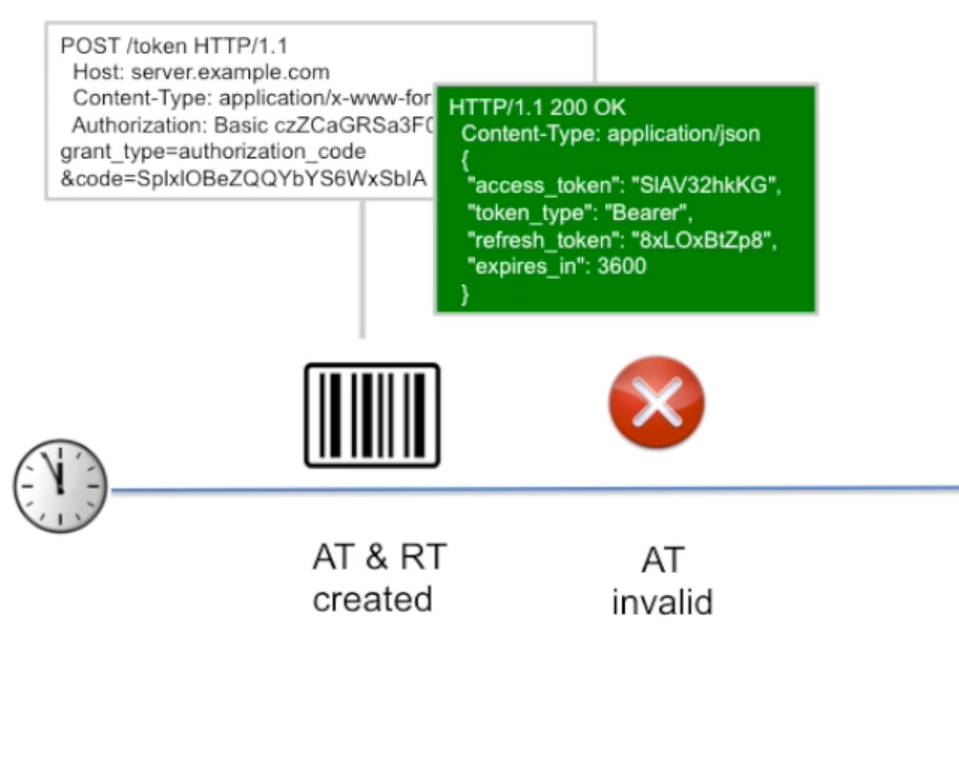 POST /token HTTP/1.1
Host: server.example.com
Content-Type: application/x-www-for
Authorization: Basic czZCaGRSa3F0
grant_type=authorization_code
&code=SplxlOBeZQQYbYS6WxSbIA
HTTP/1.1 200 OK
Content-Type: application/json
{
"access_token": "SlAV32hkKG",
"token_type": "Bearer",
"refresh_token": "8xLOxBtZp8",
"expires_in": 3600
}
AT & RT
created
AT
invalid